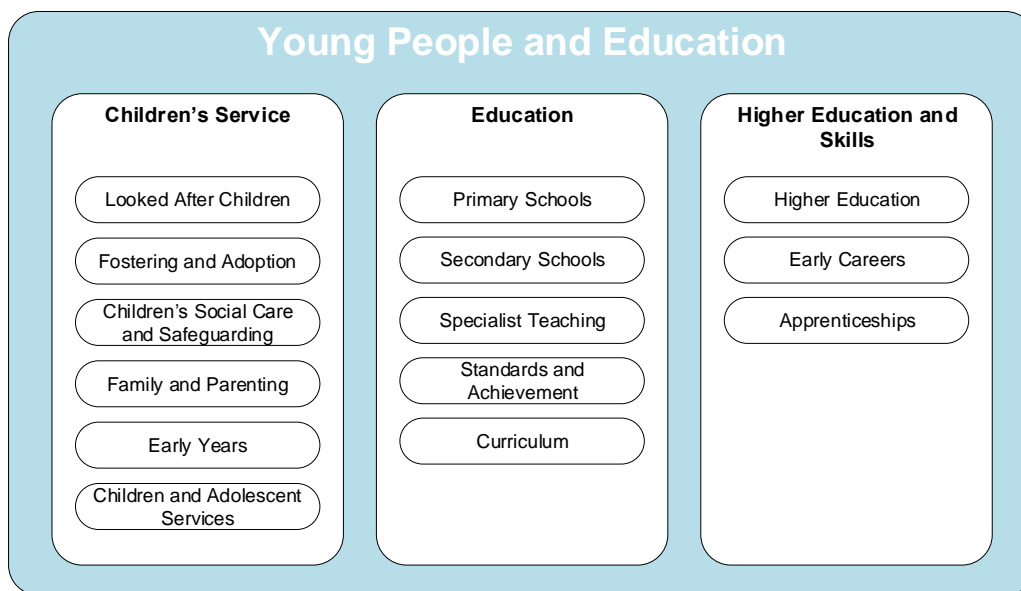 Young People and Education
Children’s Service
Looked After Children
Fostering and Adoption
Children’s Social Care
and Safeguarding
Family and Parenting
Early Years
Children and Adolescent
Services
Education
Primary Schools
Secondary Schools
Specialist Teaching
Standards and
Achievement
Curriculum
Higher Education and
Skills
Higher Education
Early Careers
Apprenticeships